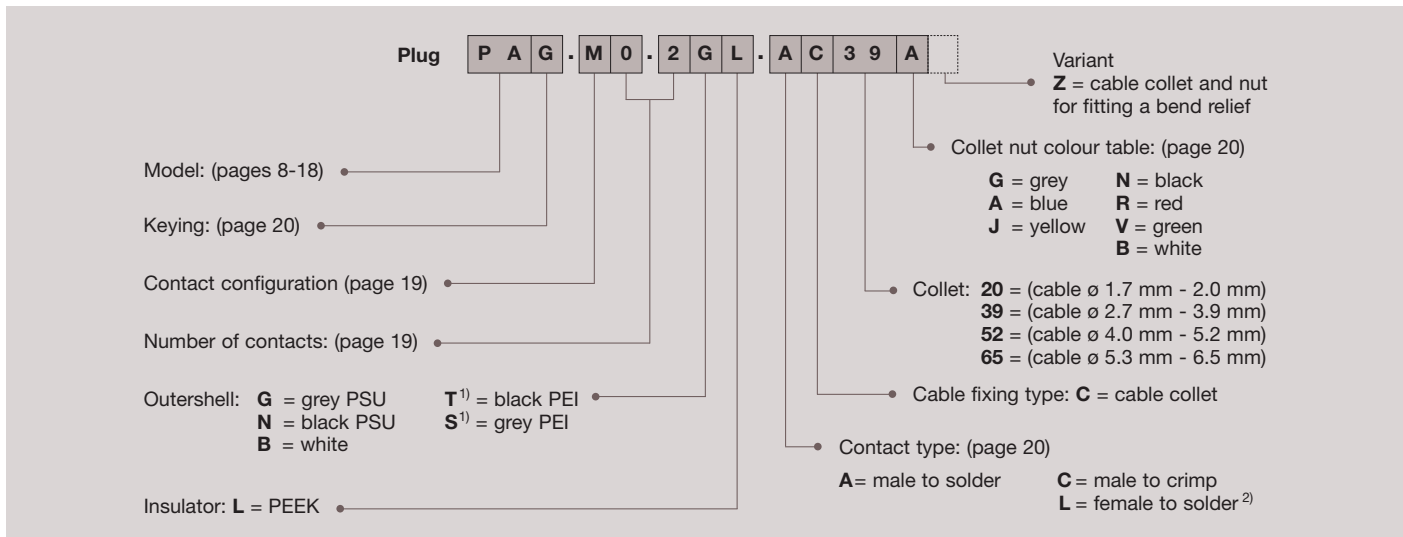 Plug PAG.M0.2GL.AC39A
Variant
Z = cable collet and nut
for fitting a bend relief
Collet nut colour table: (page 20)
G = grey N = black
A = blue R = red
J = yellow V = green
B = white
Model: (pages 8-18)
Keying: (page 20)
Contact configuration (page 19)
Collet: 20 = (cable ø 1.7 mm - 2.0 mm)
39 = (cable ø 2.7 mm - 3.9 mm)
52 = (cable ø 4.0 mm - 5.2 mm)
65 = (cable ø 5.3 mm - 6.5 mm)
Number of contacts: (page 19)
Outershell: G = grey PSU T1) = black PEI
N = black PSU S1) = grey PEI
B = white
Cable fixing type: C = cable collet
Contact type: (page 20)
A= male to solder C = male to crimp
L = female to solder 2)
Insulator: L = PEEK